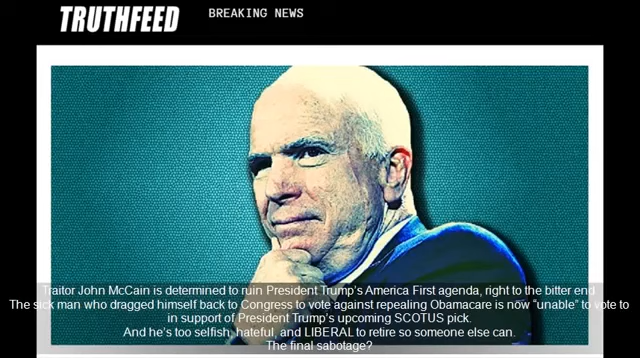 TRUTHFEED
BREAKING NEWS
Traitor John McCain is determined to ruin President Trump's America First agenda, right to the bitter end
The sick man who dragged himself back to Congress to vote against repealing Obamacare is now "unable" to vote to
in support of President Trump's upcoming SCOTUS pick.
And he's too selfish, hateful, and LIBERAL to retire so someone else can.
The final sabotage?